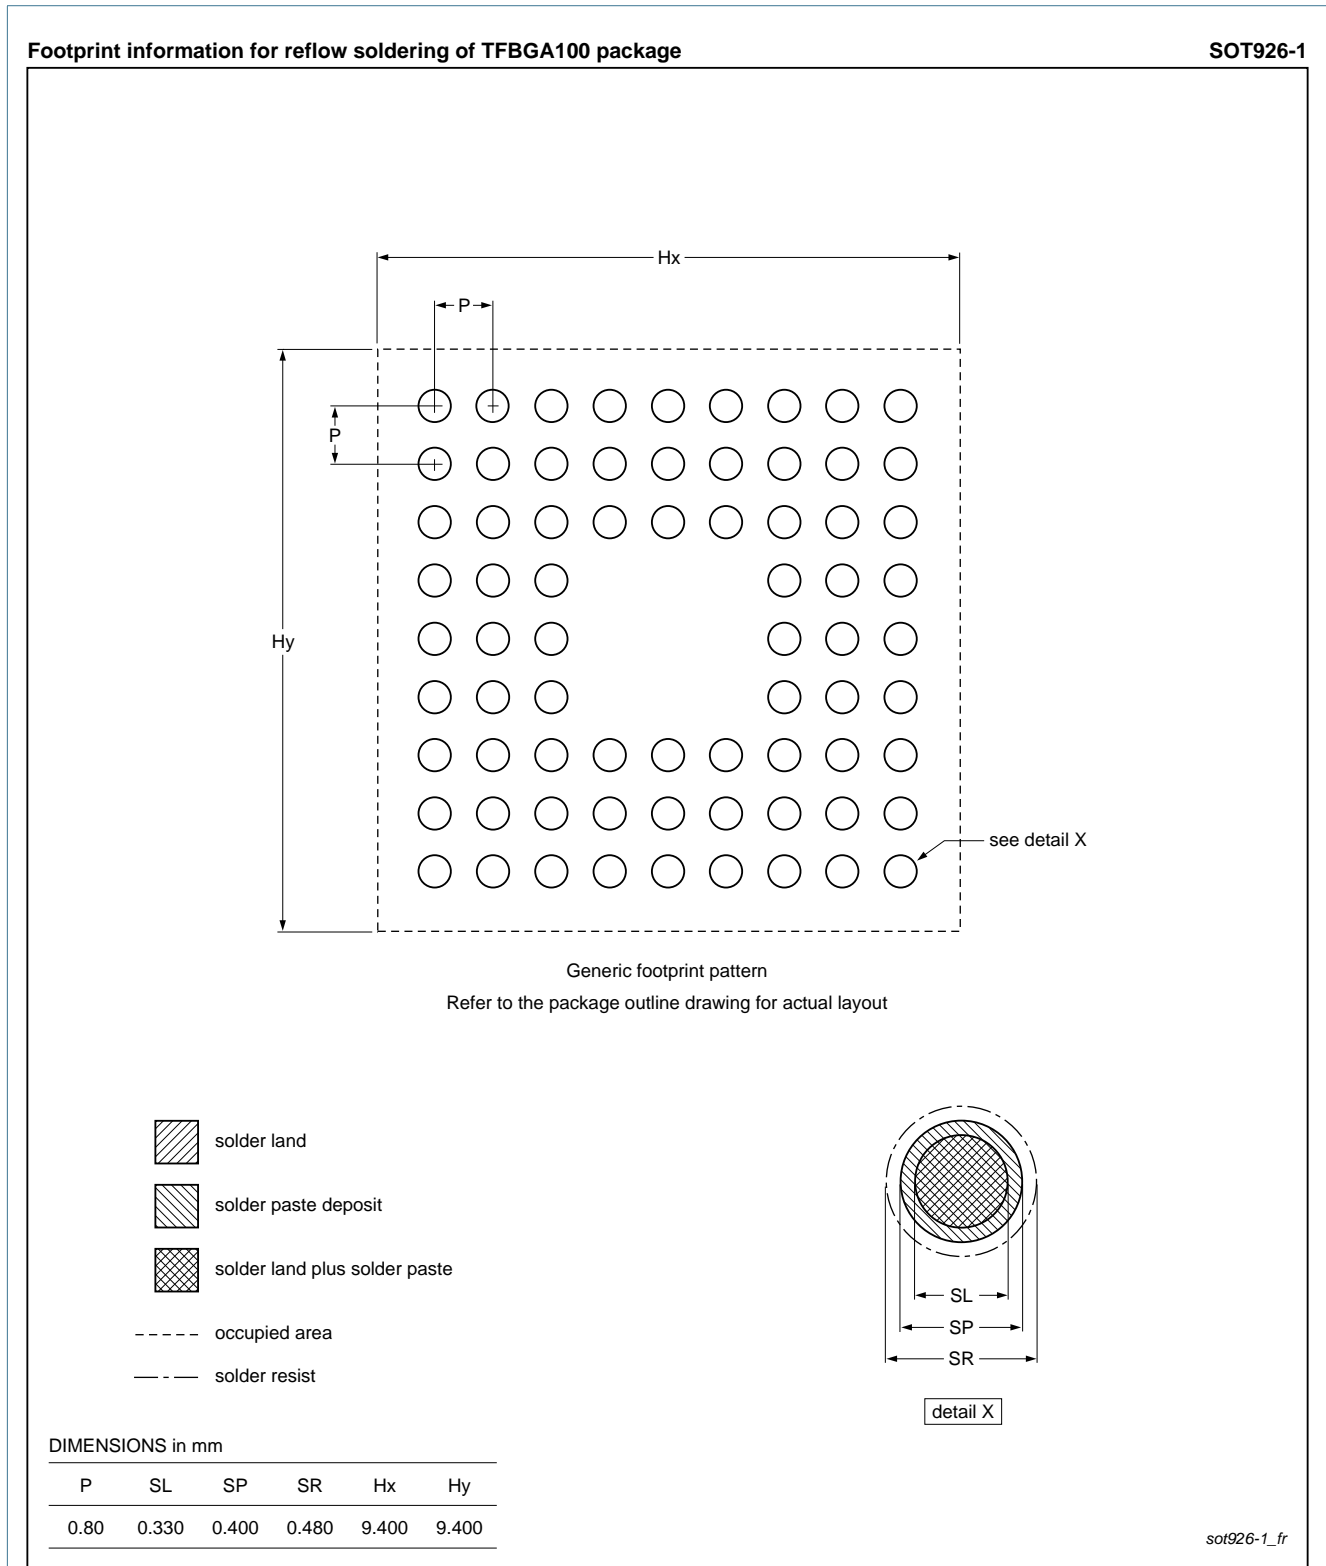 Footprint information for reflow soldering of TFBGA100 package SOT926-1
Hx
P
P
Hy
see detail X
Generic footprint pattern
Refer to the package outline drawing for actual layout
solder land
solder paste deposit
solder land plus solder paste
occupied area
solder resist
SL
SP
SR
detail X
DIMENSIONS in mm
P SL SP SR Hx Hy
0.80 0.330 0.400 0.480 9.400 9.400
sot926-1_fr